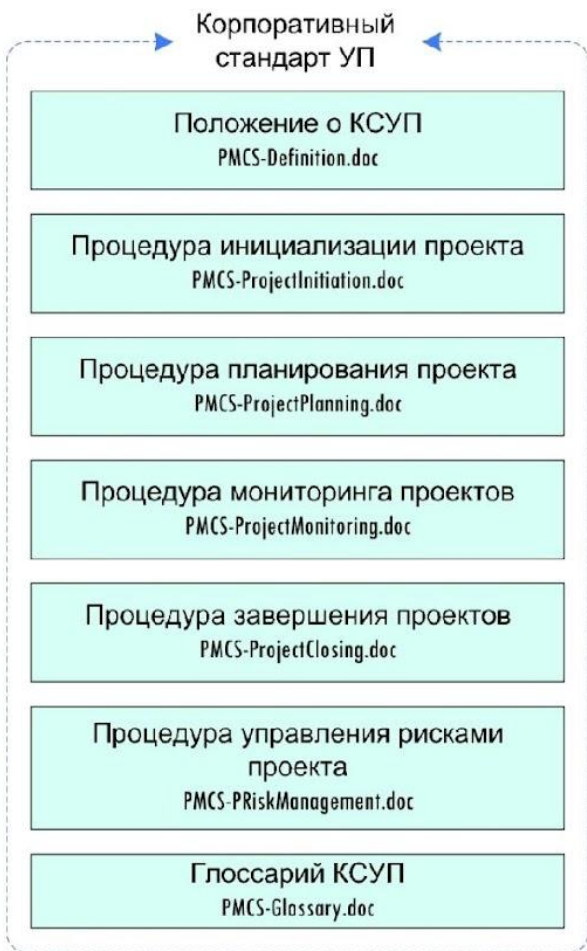 Корпоративный
стандарт УП
Положение о КСУП
PMCS-Definition.doc
Процедура инициализации проекта
PMCS-ProjectInitiation.doc
Процедура планирования проекта
PMCS-ProjectPlanning.doc
Процедура мониторинга проектов
PMCS-ProjectMonitoring.doc
Процедура завершения проектов
PMCS-ProjectClosing.doc
Процедура управления рисками
проекта
PMCS-PRiskManagement.doc
Глоссарий КСУП
PMCS-Glossary.doc